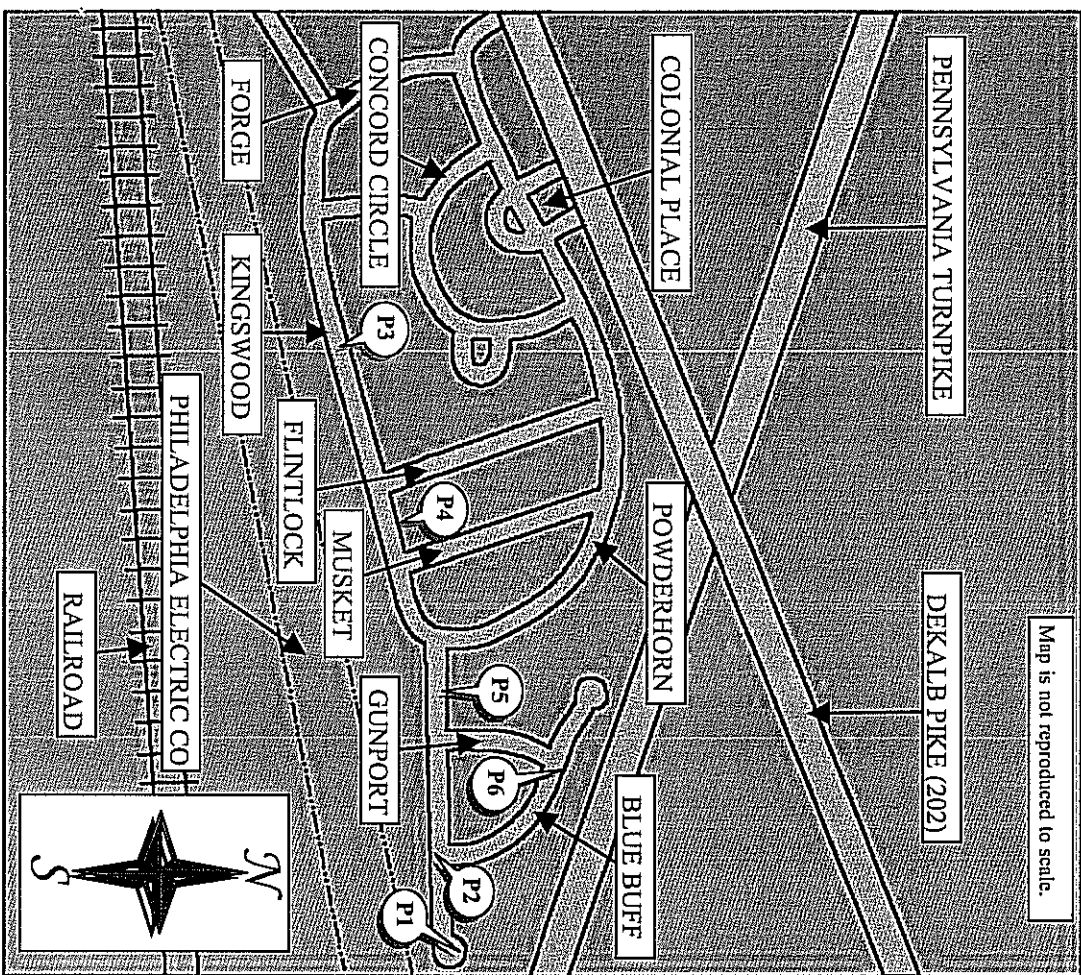 Map is not reproduced to scale.
PENNSYLVANIA TURNPIKE
DEKALB PIKE (202)
COLONIAL PLACE
POWDERHORN
BLUE BUFF
CONCORD CIRCLE
P3
P4
P5
P6
P2
P1
FORGE
KINGSWOOD
FLINTLOCK
MUSKET
GUNPORT
PHILADELPHIA ELECTRIC CO
RAILROAD
N
S